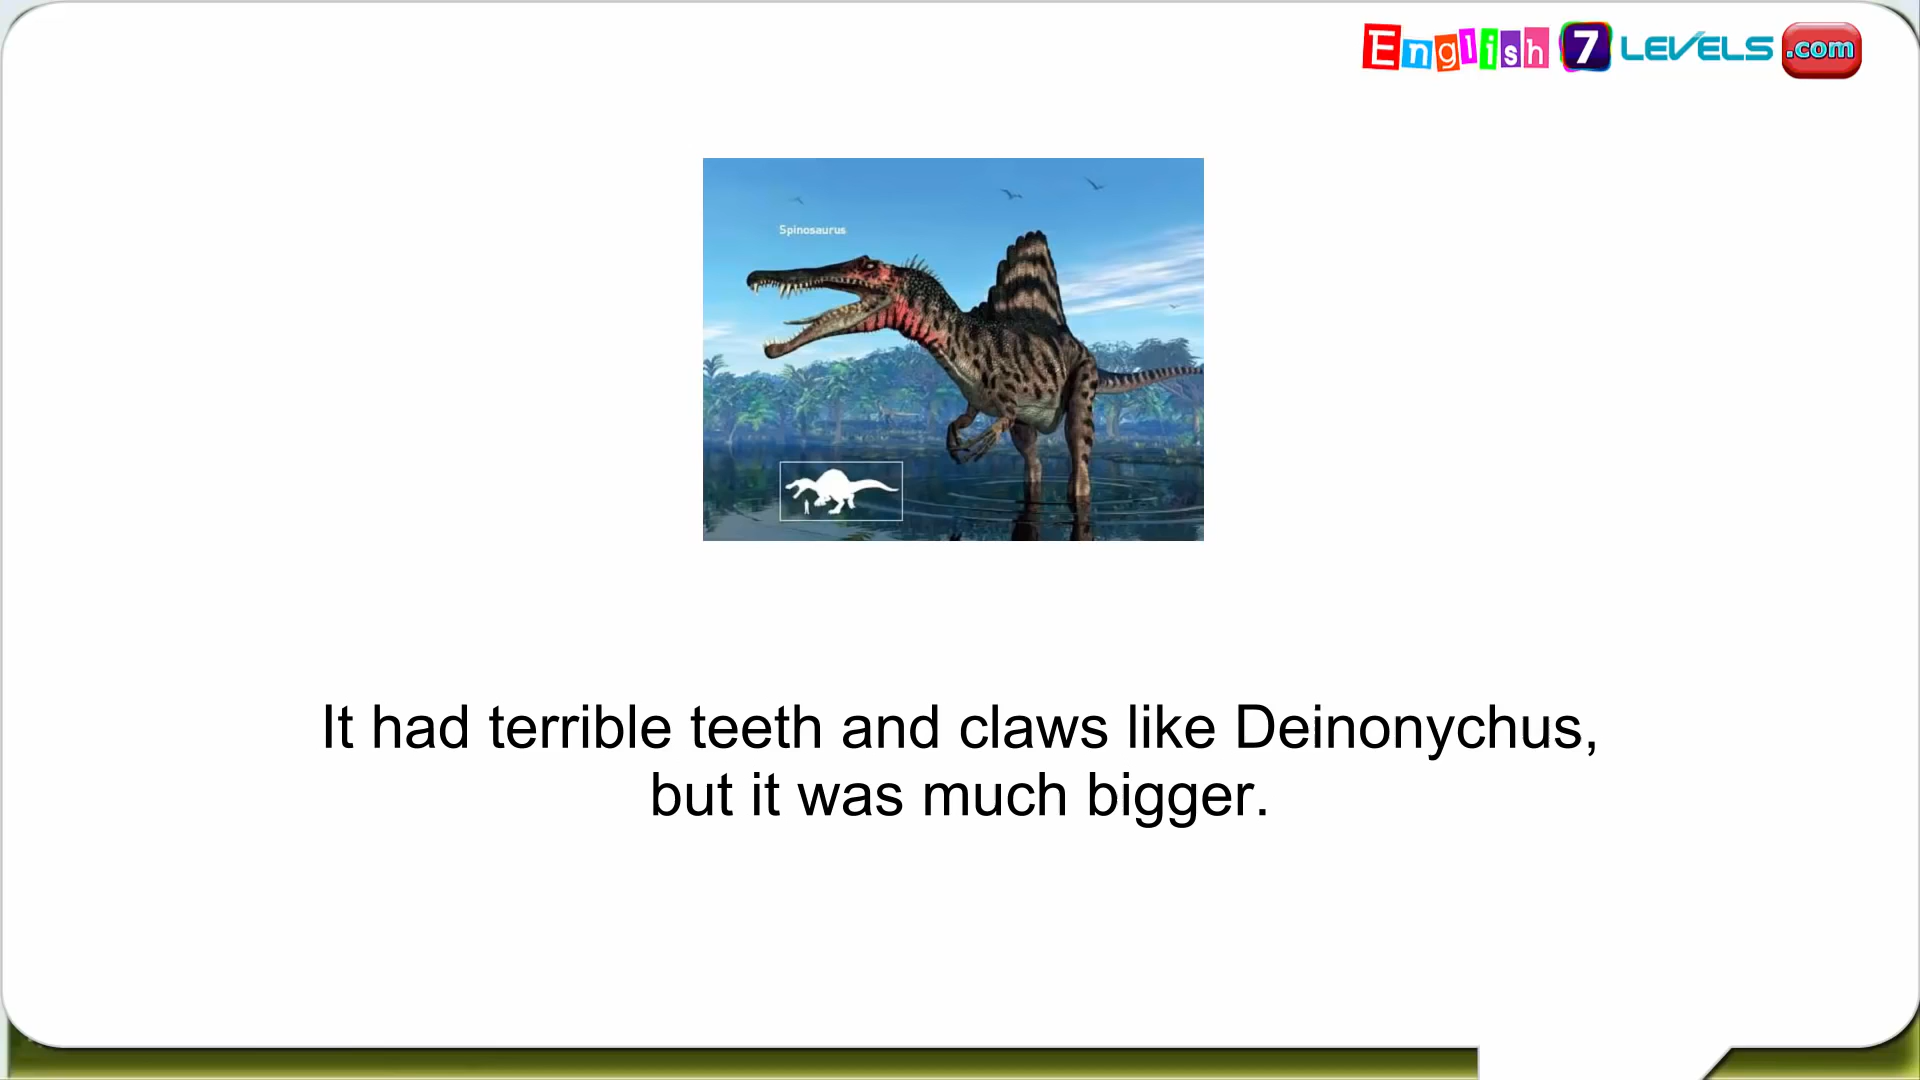 English 7 LEVELS .com
Spinosaurus
It had terrible teeth and claws like Deinonychus,
but it was much bigger.